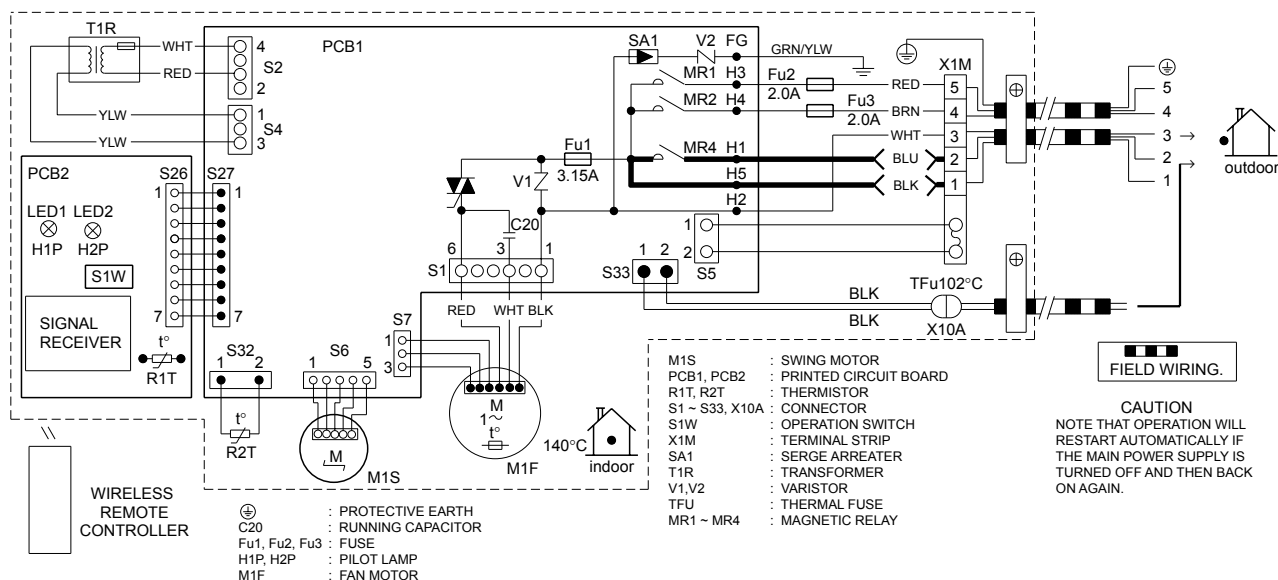 T1R
WHT
RED
YLW
YLW
4
S2
2
1
S4
3
PCB1
SA1
V2
FG
GRN/YLW
MR1
H3
Fu2
2.0A
RED
X1M
5
MR2
H4
Fu3
2.0A
BRN
4
WHT
3
Fu1
3.15A
MR4
H1
BLU
2
H5
BLK
1
H2
V1
C20
5
4
3
2
1
outdoor
PCB2
LED1 LED2
H1P H2P
S1W
SIGNAL
RECEIVER
S26
S27
1
1
7
7
t°
R1T
S1
6
3
1
RED
WHT
BLK
1
2
S5
1
2
S33
BLK
BLK
TFu102°C
X10A
S32
1
2
t°
R2T
S6
1
5
M
M1S
S7
1
3
M
1~
t°
140°C
M1F
indoor
FIELD WIRING.
WIRELESS
REMOTE
CONTROLLER
: PROTECTIVE EARTH
C20 : RUNNING CAPACITOR
Fu1, Fu2, Fu3 : FUSE
H1P, H2P : PILOT LAMP
M1F : FAN MOTOR
M1S : SWING MOTOR
PCB1, PCB2 : PRINTED CIRCUIT BOARD
R1T, R2T : THERMISTOR
S1 ~ S33, X10A : CONNECTOR
S1W : OPERATION SWITCH
X1M : TERMINAL STRIP
SA1 : SERGE ARREATER
T1R : TRANSFORMER
V1,V2 : VARISTOR
TFU : THERMAL FUSE
MR1 ~ MR4 : MAGNETIC RELAY
CAUTION
NOTE THAT OPERATION WILL
RESTART AUTOMATICALLY IF
THE MAIN POWER SUPPLY IS
TURNED OFF AND THEN BACK
ON AGAIN.